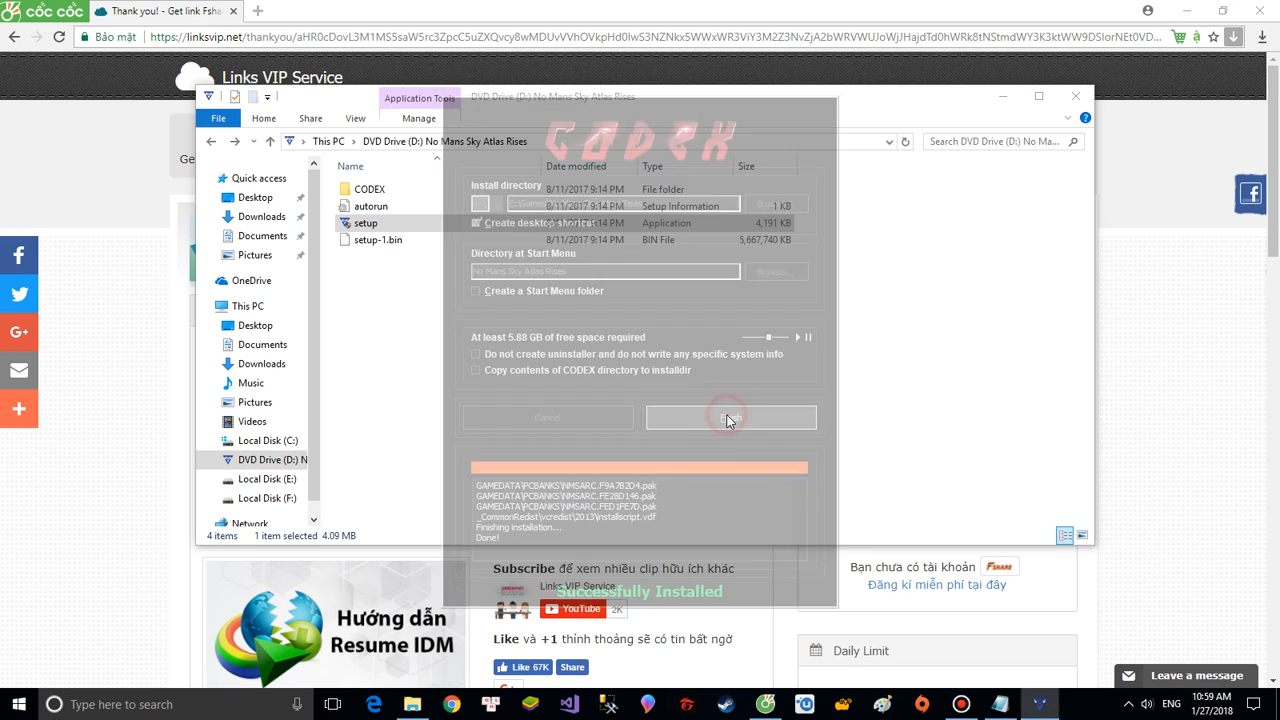 cốc cốc
Thank you! - Get link Fsha
Bảo mật
https://linksvip.net/thankyou/
Links VIP Service
Application Tools
DVD Drive (D:) No Mans Sky Atlas Rises
File
Home
Share
View
Manage
This PC
DVD Drive (D:) No Mans Sky Atlas Rises
Search DVD Drive (D:) No Ma...
CODEX
Name
Date modified
Type
Size
Quick access
Desktop
Downloads
Documents
Pictures
OneDrive
This PC
Desktop
Documents
Downloads
Music
Pictures
Videos
Local Disk (C:)
DVD Drive (D:) N
Local Disk (E:)
Local Disk (F:)
Network
CODEX
8/11/2017 9:14 PM
File folder
autorun
8/11/2017 9:14 PM
Setup Information
1 KB
setup
Application
4,191 KB
setup-1.bin
8/11/2017 9:14 PM
BIN File
5,667,740 KB
Install directory
Create desktop shortcut
Directory at Start Menu
No Mans Sky Atlas Rises
Browse...
Create a Start Menu folder
At least 5.88 GB of free space required
Do not create uninstaller and do not write any specific system info
Copy contents of CODEX directory to installdir
Cancel
GAMEDATA\PCBANKS\NMSARC.F9A7B2D4.pak
GAMEDATA\PCBANKS\NMSARC.FE28D146.pak
GAMEDATA\PCBANKS\NMSARC.FED1FE7D.pak
_CommonRedist\vcredist\2013\installscript.vdf
Finishing installation...
Done!
Successfully Installed
4 items
1 item selected 4.09 MB
Hướng dẫn
Resume IDM
Subscribe để xem nhiều clip hữu ích khác
Links VIP Service
YouTube
2K
Like và +1 thỉnh thoảng sẽ có tin bất ngờ
Like 67K
Share
Bạn chưa có tài khoản
FSHARE
Đăng kí miễn phí tại đây
Daily Limit
Leave a message
Type here to search
ENG
10:59 AM
1/27/2018